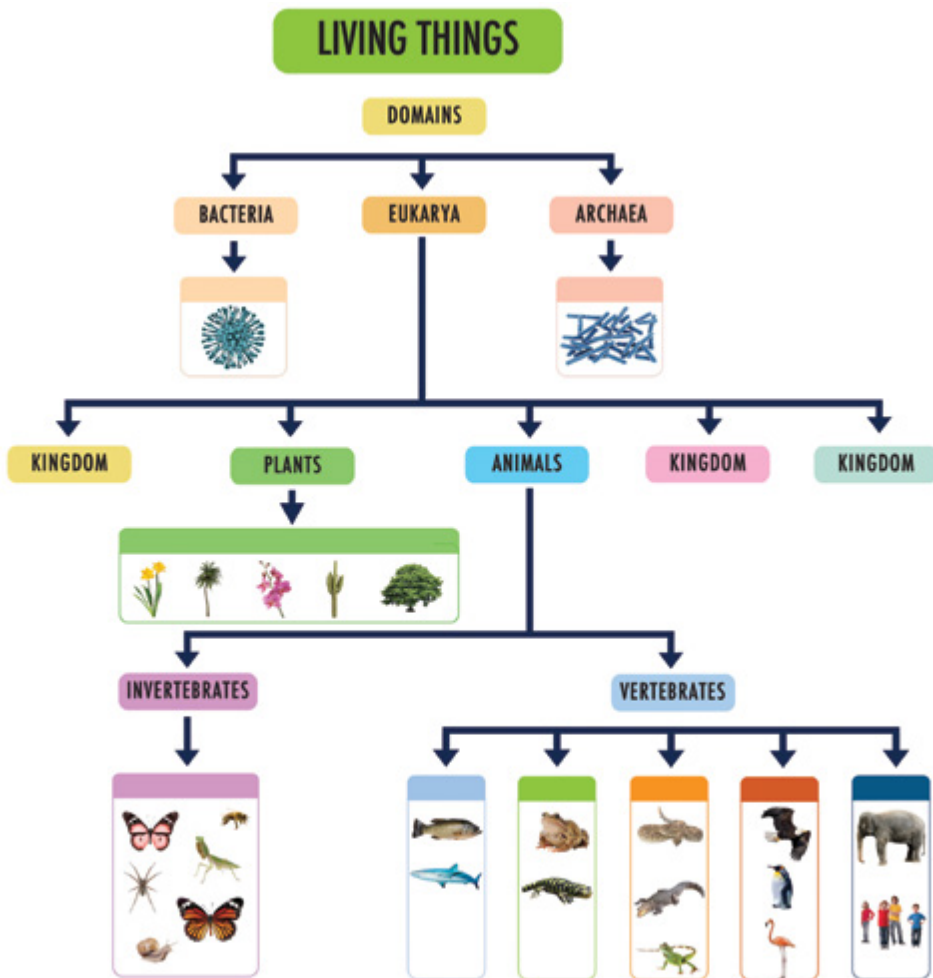 LIVING THINGS
DOMAINS
BACTERIA
EUKARYA
ARCHAEA
KINGDOM
PLANTS
ANIMALS
KINGDOM
KINGDOM
INVERTEBRATES
VERTEBRATES